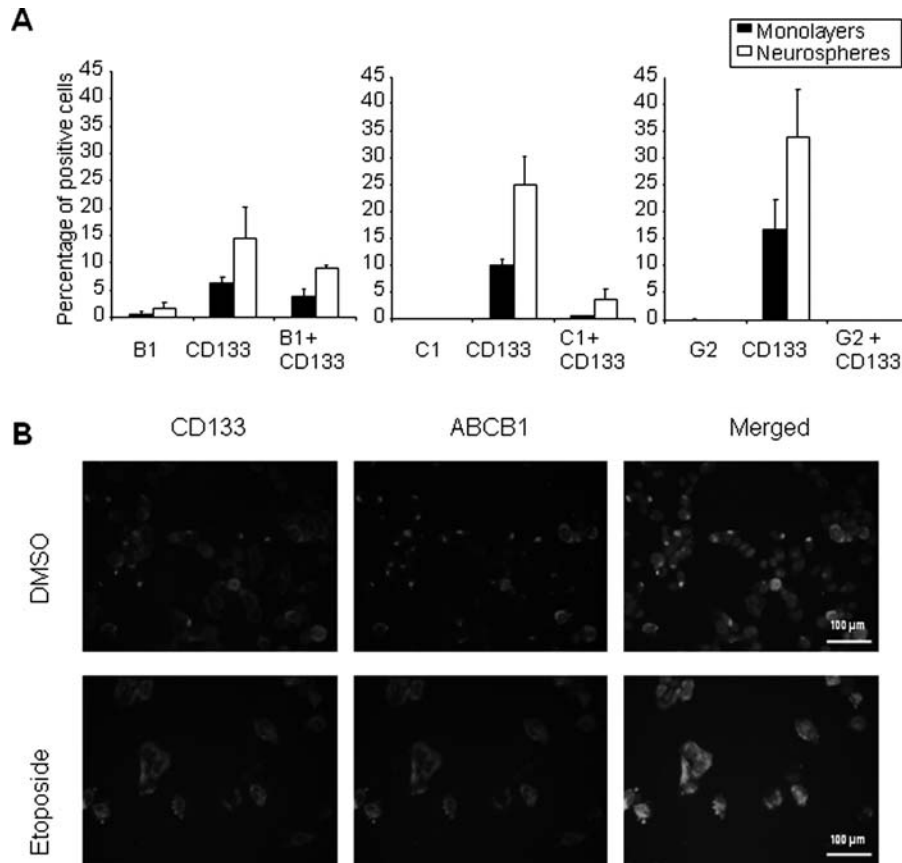 A
Monolayers
Neurospheres
Percentage of positive cells
45
40
35
30
25
20
15
10
5
0
B1
CD133
B1+
CD133
45
40
35
30
25
20
15
10
5
0
C1
CD133
C1+
CD133
45
40
35
30
25
20
15
10
5
0
G2
CD133
G2 +
CD133
B
CD133
ABCB1
Merged
DMSO
100 µm
Etoposide
100 µm